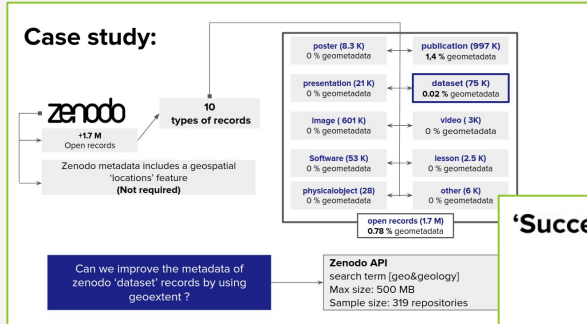 Case study:
zenodo
+1.7 M
Open records
10
types of records
Zenodo metadata includes a geospatial
'locations' feature
(Not required)
poster (8.3 K)
0 % geometadata
publication (997 K)
1,4 % geometadata
presentation (21 K)
0 % geometadata
dataset (75 K)
0.02 % geometadata
image ( 601 K)
0 % geometadata
video ( 3K)
0 % geometadata
Software (53 K)
0 % geometadata
lesson (2.5 K)
0 % geometadata
physicalobject (28)
0 % geometadata
other (6 K)
0 % geometadata
open records (1.7 M)
0.78 % geometadata
Can we improve the metadata of
zenodo 'dataset' records by using
geoextent ?
Zenodo API
search term [geo&geology]
Max size: 500 MB
Sample size: 319 repositories
'Succe